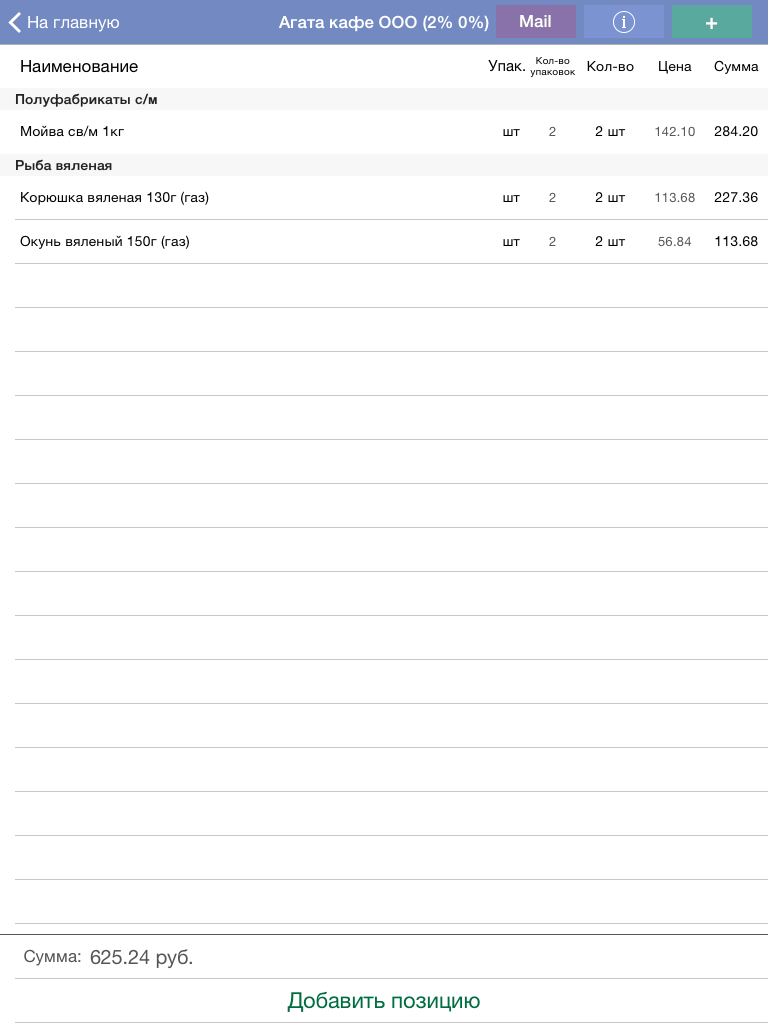 На главную Агата кафе ООО (2% 0%) Mail i +
Наименование Упак. Кол-во упаковок Кол-во Цена Сумма
Полуфабрикаты с/м
Мойва св/м 1кг шт 2 2 шт 142.10 284.20
Рыба вяленая
Корюшка вяленая 130г (газ) шт 2 2 шт 113.68 227.36
Окунь вяленый 150г (газ) шт 2 2 шт 56.84 113.68
Сумма: 625.24 руб.
Добавить позицию